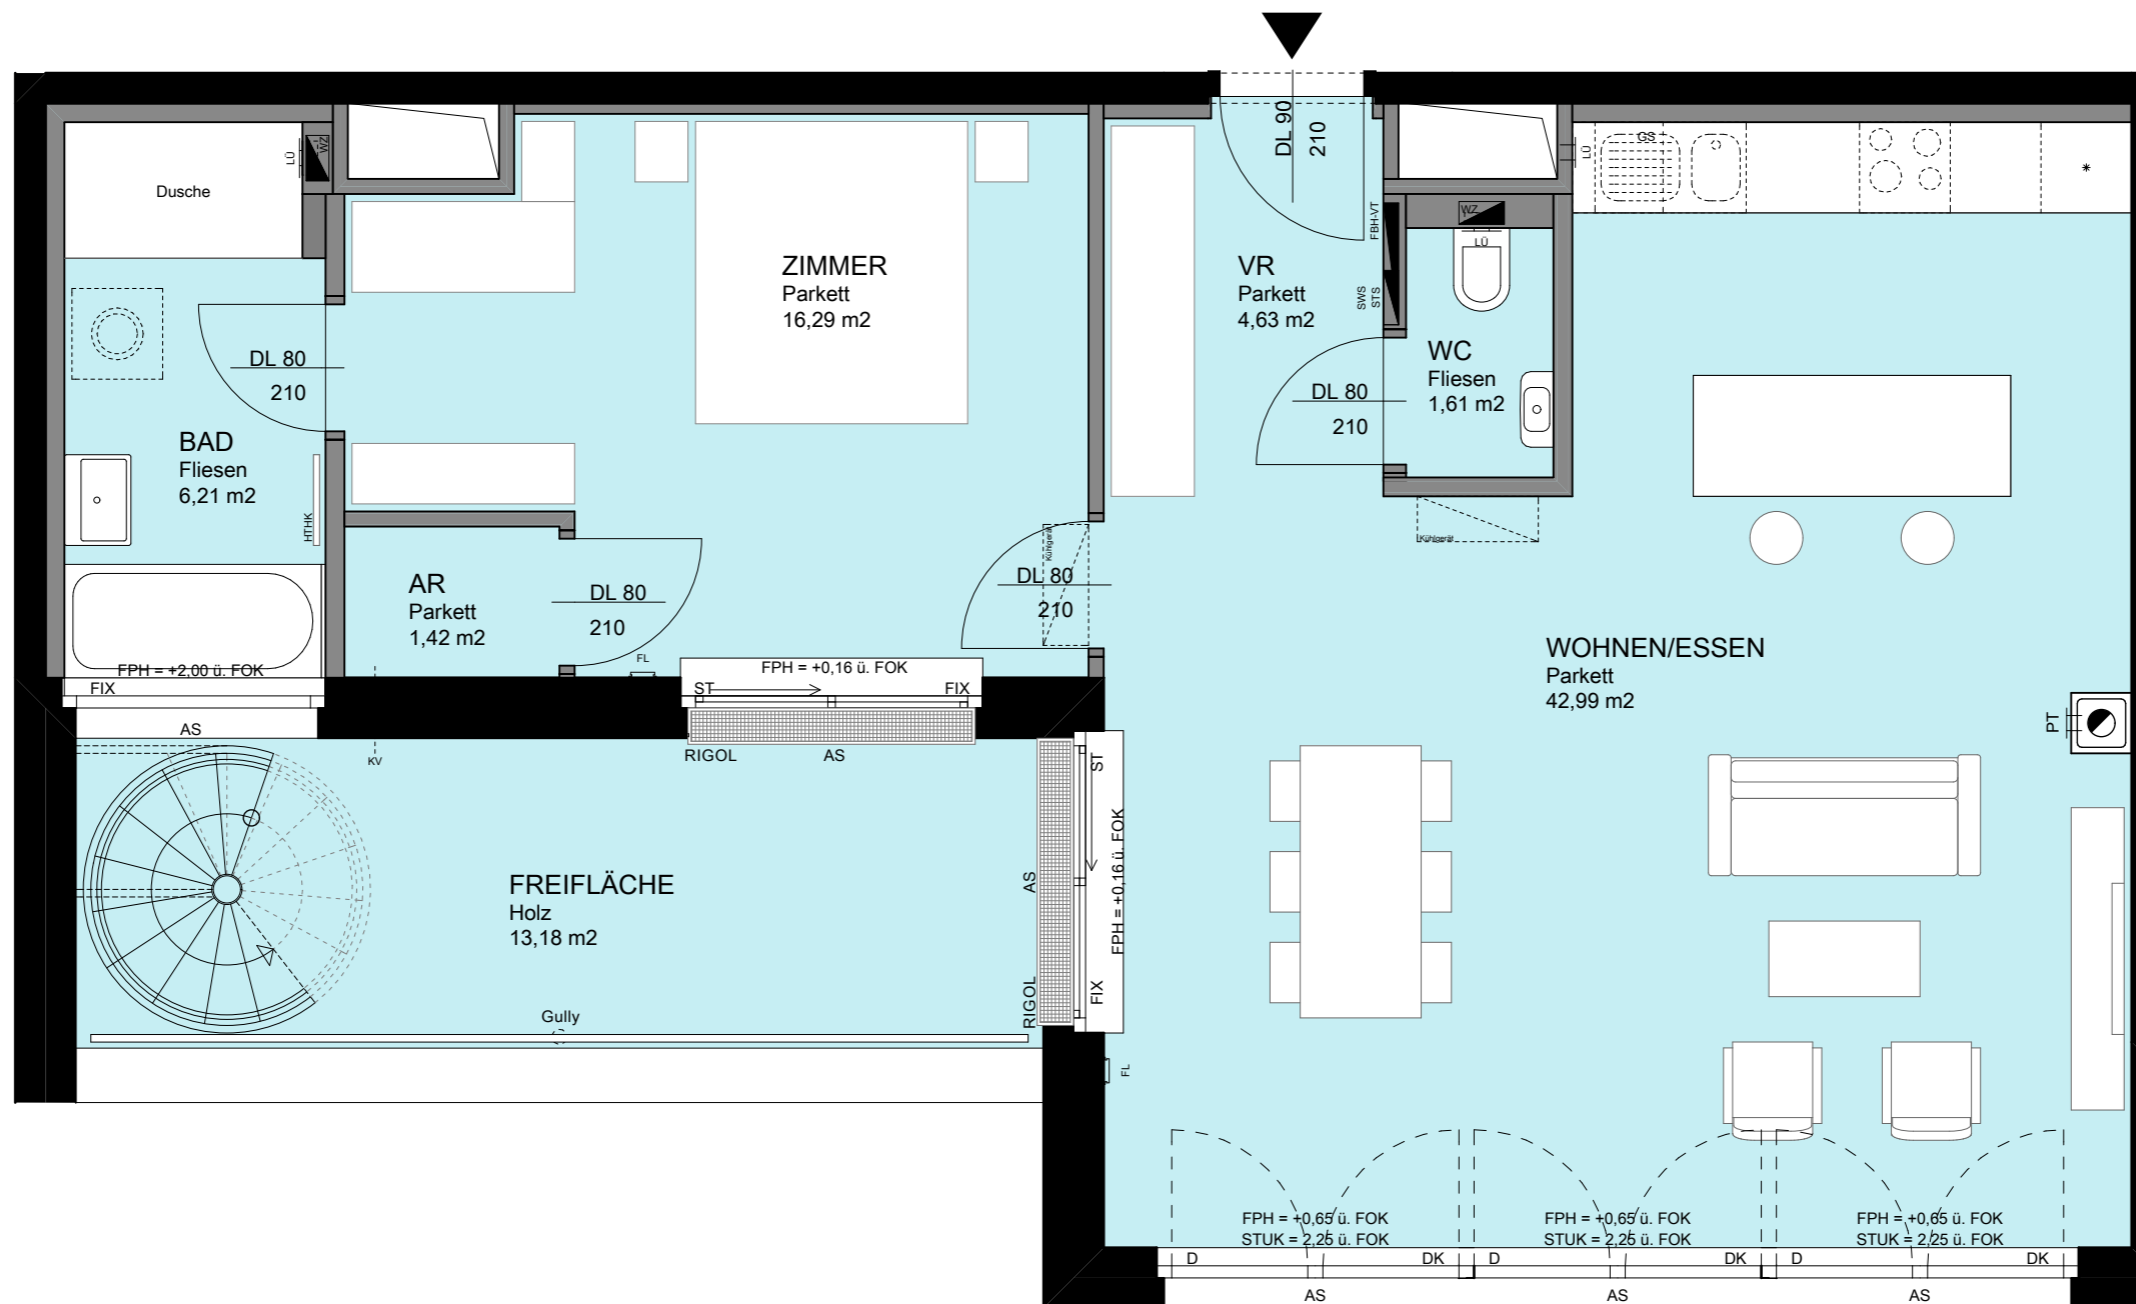 DL 90
210
Dusche
LÜ
WZ
ZIMMER
Parkett
16,29 m2
VR
Parkett
4,63 m2
FBH-VT
SWS
STS
WZ
LÜ
LÜ
GS
*
WC
Fliesen
1,61 m2
DL 80
210
DL 80
210
BAD
Fliesen
6,21 m2
HTHK
AR
Parkett
1,42 m2
DL 80
210
Kühlgerät
DL 80
210
Kühlgerät
WOHNEN/ESSEN
Parkett
42,99 m2
PT
FPH = +2,00 ü. FOK
FIX
AS
KV
FL
FPH = +0,16 ü. FOK
ST
FIX
RIGOL
AS
ST
FPH = +0,16 ü. FOK
FIX
AS
RIGOL
FREIFLÄCHE
Holz
13,18 m2
Gully
FL
FPH = +0,65 ü. FOK
STUK = 2,25 ü. FOK
D
DK
AS
FPH = +0,65 ü. FOK
STUK = 2,25 ü. FOK
D
DK
AS
FPH = +0,65 ü. FOK
STUK = 2,25 ü. FOK
D
DK
AS